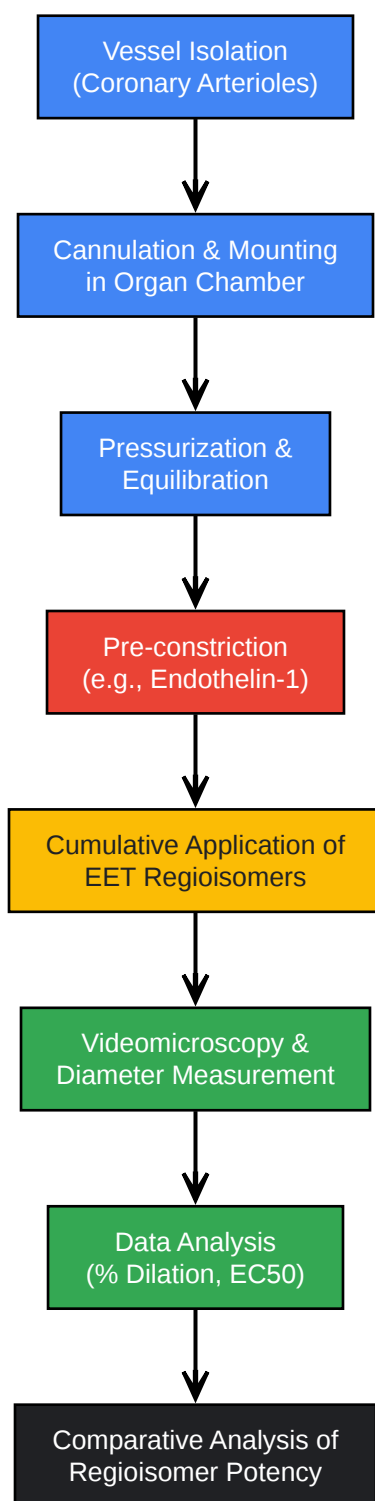 Vessel Isolation
(Coronary Arterioles)
Cannulation & Mounting
in Organ Chamber
Pressurization &
Equilibration
Pre-constriction
(e.g., Endothelin-1)
Cumulative Application of
EET Regioisomers
Videomicroscopy &
Diameter Measurement
Data Analysis
(% Dilation, EC50)
Comparative Analysis of
Regioisomer Potency